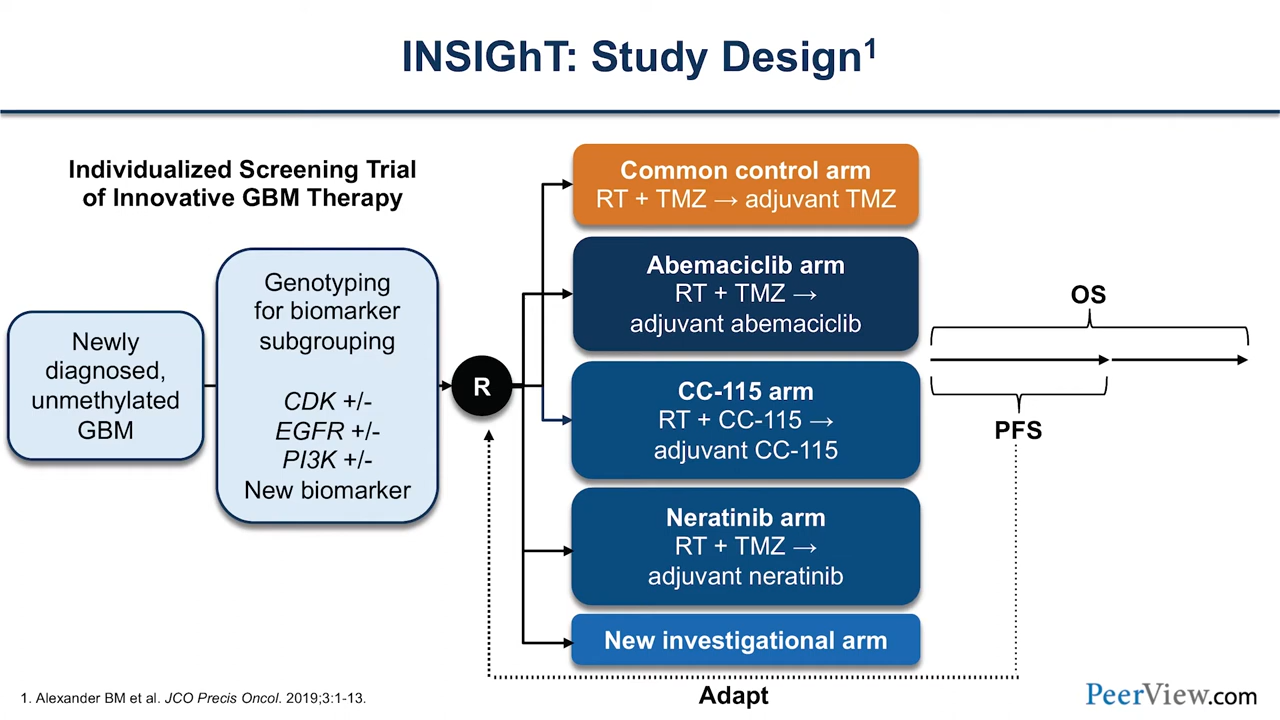 INSIGhT: Study Design¹
Individualized Screening Trial
of Innovative GBM Therapy
Newly
diagnosed,
unmethylated
GBM
Genotyping
for biomarker
subgrouping
CDK +/-
EGFR +/-
PI3K +/-
New biomarker
R
Common control arm
RT + TMZ → adjuvant TMZ
Abemaciclib arm
RT + TMZ →
adjuvant abemaciclib
CC-115 arm
RT + CC-115 →
adjuvant CC-115
Neratinib arm
RT + TMZ →
adjuvant neratinib
New investigational arm
OS
PFS
Adapt
1. Alexander BM et al. JCO Precis Oncol. 2019;3:1-13.
PeerView.com